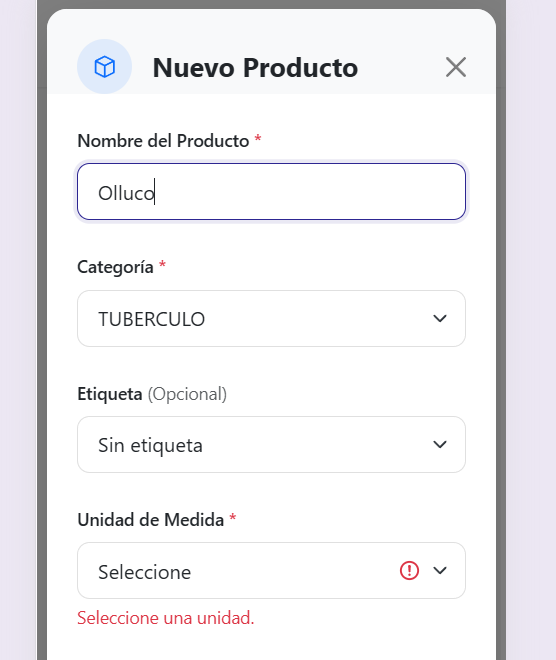 Nuevo Producto
Nombre del Producto *
Olluco
Categoría *
TUBERCULO
Etiqueta (Opcional)
Sin etiqueta
Unidad de Medida *
Seleccione
Seleccione una unidad.